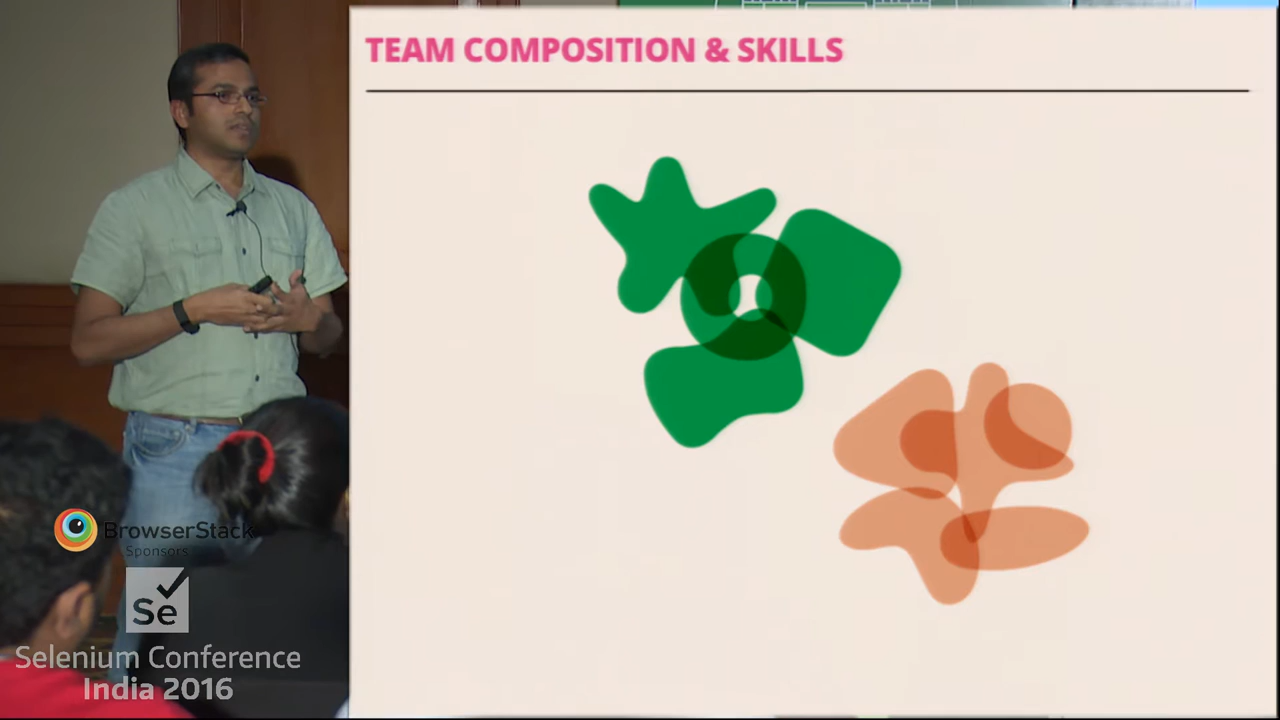 TEAM COMPOSITION & SKILLS
BrowserStack
Sponsors
Se
Selenium Conference
India 2016